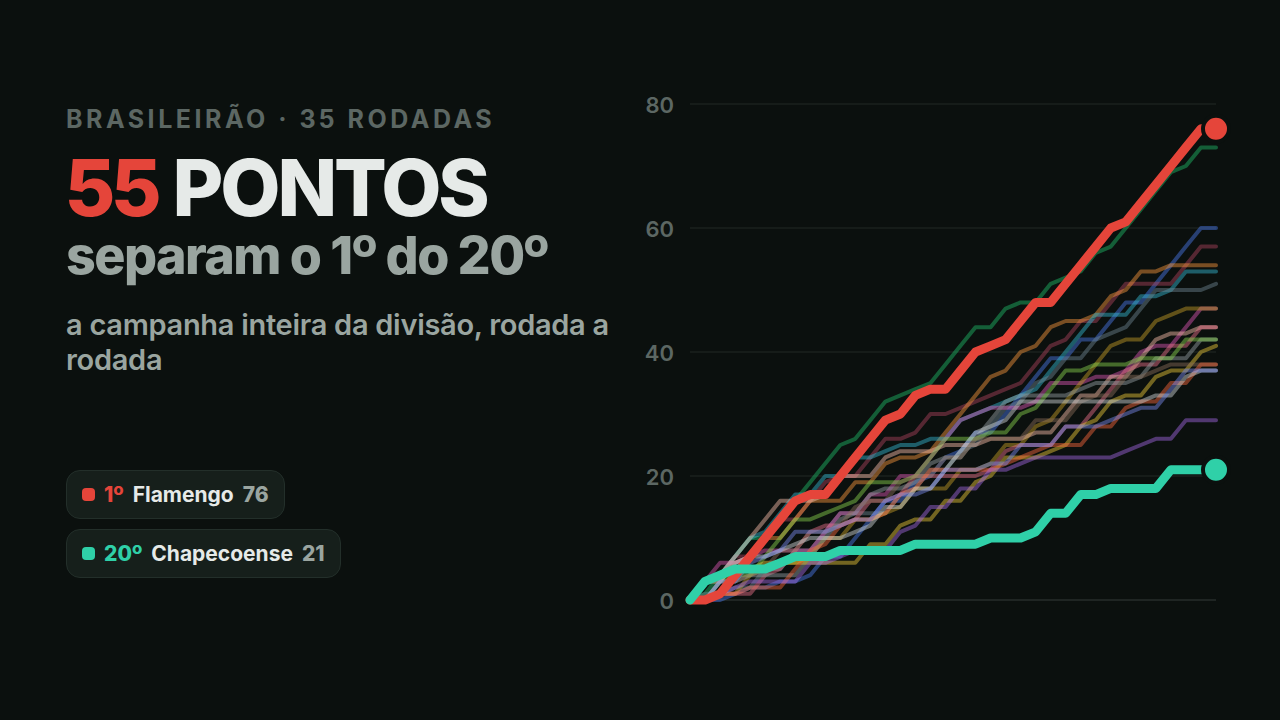 BRASILEIRÃO · 35 RODADAS
55 PONTOS
separam o 1º do 20º
a campanha inteira da divisão, rodada a
rodada
1º Flamengo 76
20º Chapecoense 21
80
60
40
20
0